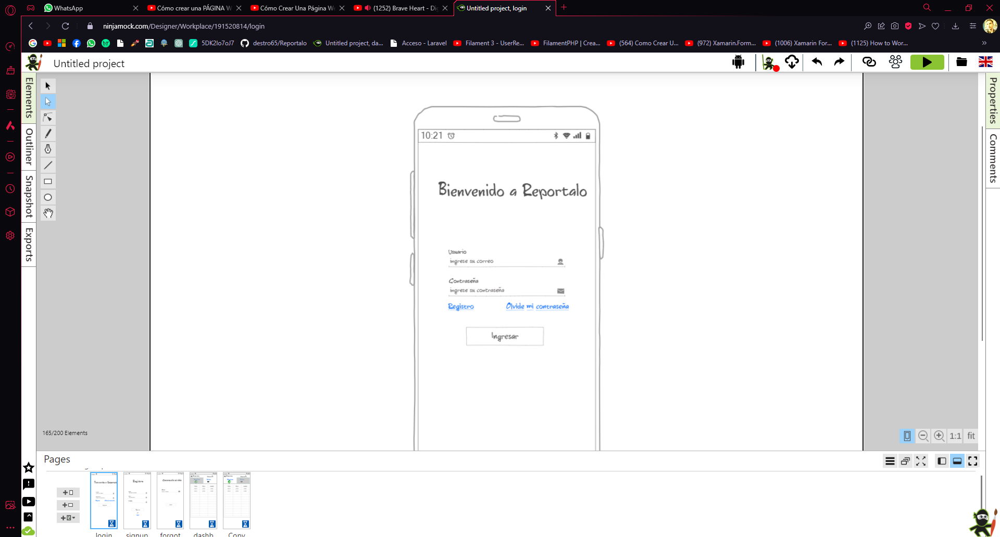 WhatsApp
Cómo crear una PÁGINA W
Cómo Crear Una Página We
(1252) Brave Heart - Di
Untitled project, login
ninjamock.com/Designer/Workplace/191520814/login
5DK2Io7oJ7
destro65/Reportalo
Untitled project, da...
Acceso - Laravel
Filament 3 - UserRe...
FilamentPHP | Crea...
(564) Como Crear U...
(972) Xamarin.Form...
(1006) Xamarin For...
(1125) How to Wor...
Untitled project
Elements
Outliner
Snapshot
Exports
Properties
Comments
10:21
Bienvenido a Reportalo
Usuario
ingrese su correo
Contraseña
ingrese su contraseña
Registro
Olvide mi contraseña
Ingresar
165/200 Elements
1:1
fit
Pages
login
signup
forgot
dashb
Copy